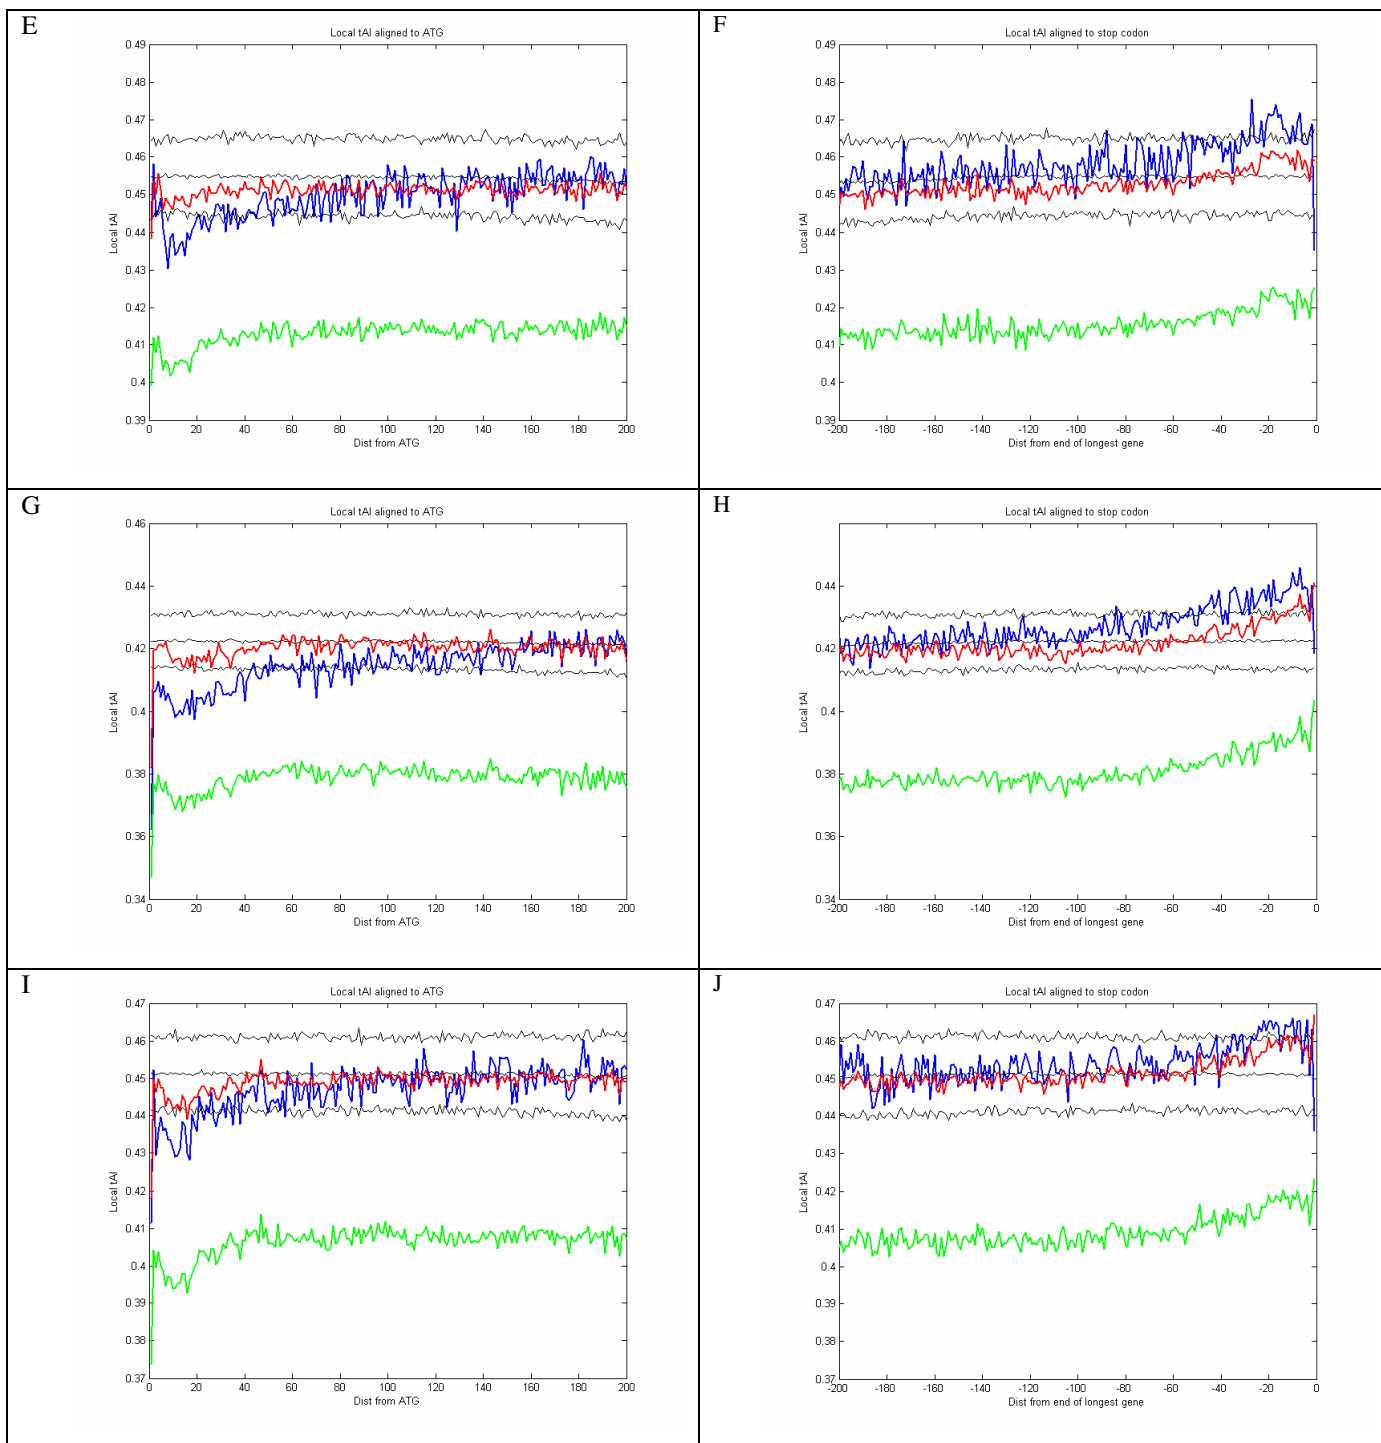 E
Local tAI aligned to ATG
0.49
0.48
0.47
0.46
0.45
0.44
0.43
0.42
0.41
0.4
0.39
Local tAI
0 20 40 60 80 100 120 140 160 180 200
Dist from ATG
F
Local tAI aligned to stop codon
0.49
0.48
0.47
0.46
0.45
0.44
0.43
0.42
0.41
0.4
0.39
Local tAI
-200 -180 -160 -140 -120 -100 -80 -60 -40 -20 0
Dist from end of longest gene
G
Local tAI aligned to ATG
0.46
0.44
0.42
0.4
0.38
0.36
0.34
Local tAI
0 20 40 60 80 100 120 140 160 180 200
Dist from ATG
H
Local tAI aligned to stop codon
0.46
0.44
0.42
0.4
0.38
0.36
0.34
Local tAI
-200 -180 -160 -140 -120 -100 -80 -60 -40 -20 0
Dist from end of longest gene
I
Local tAI aligned to ATG
0.47
0.46
0.45
0.44
0.43
0.42
0.41
0.4
0.39
0.38
0.37
Local tAI
0 20 40 60 80 100 120 140 160 180 200
Dist from ATG
J
Local tAI aligned to stop codon
0.47
0.46
0.45
0.44
0.43
0.42
0.41
0.4
0.39
0.38
0.37
Local tAI
-200 -180 -160 -140 -120 -100 -80 -60 -40 -20 0
Dist from end of longest gene